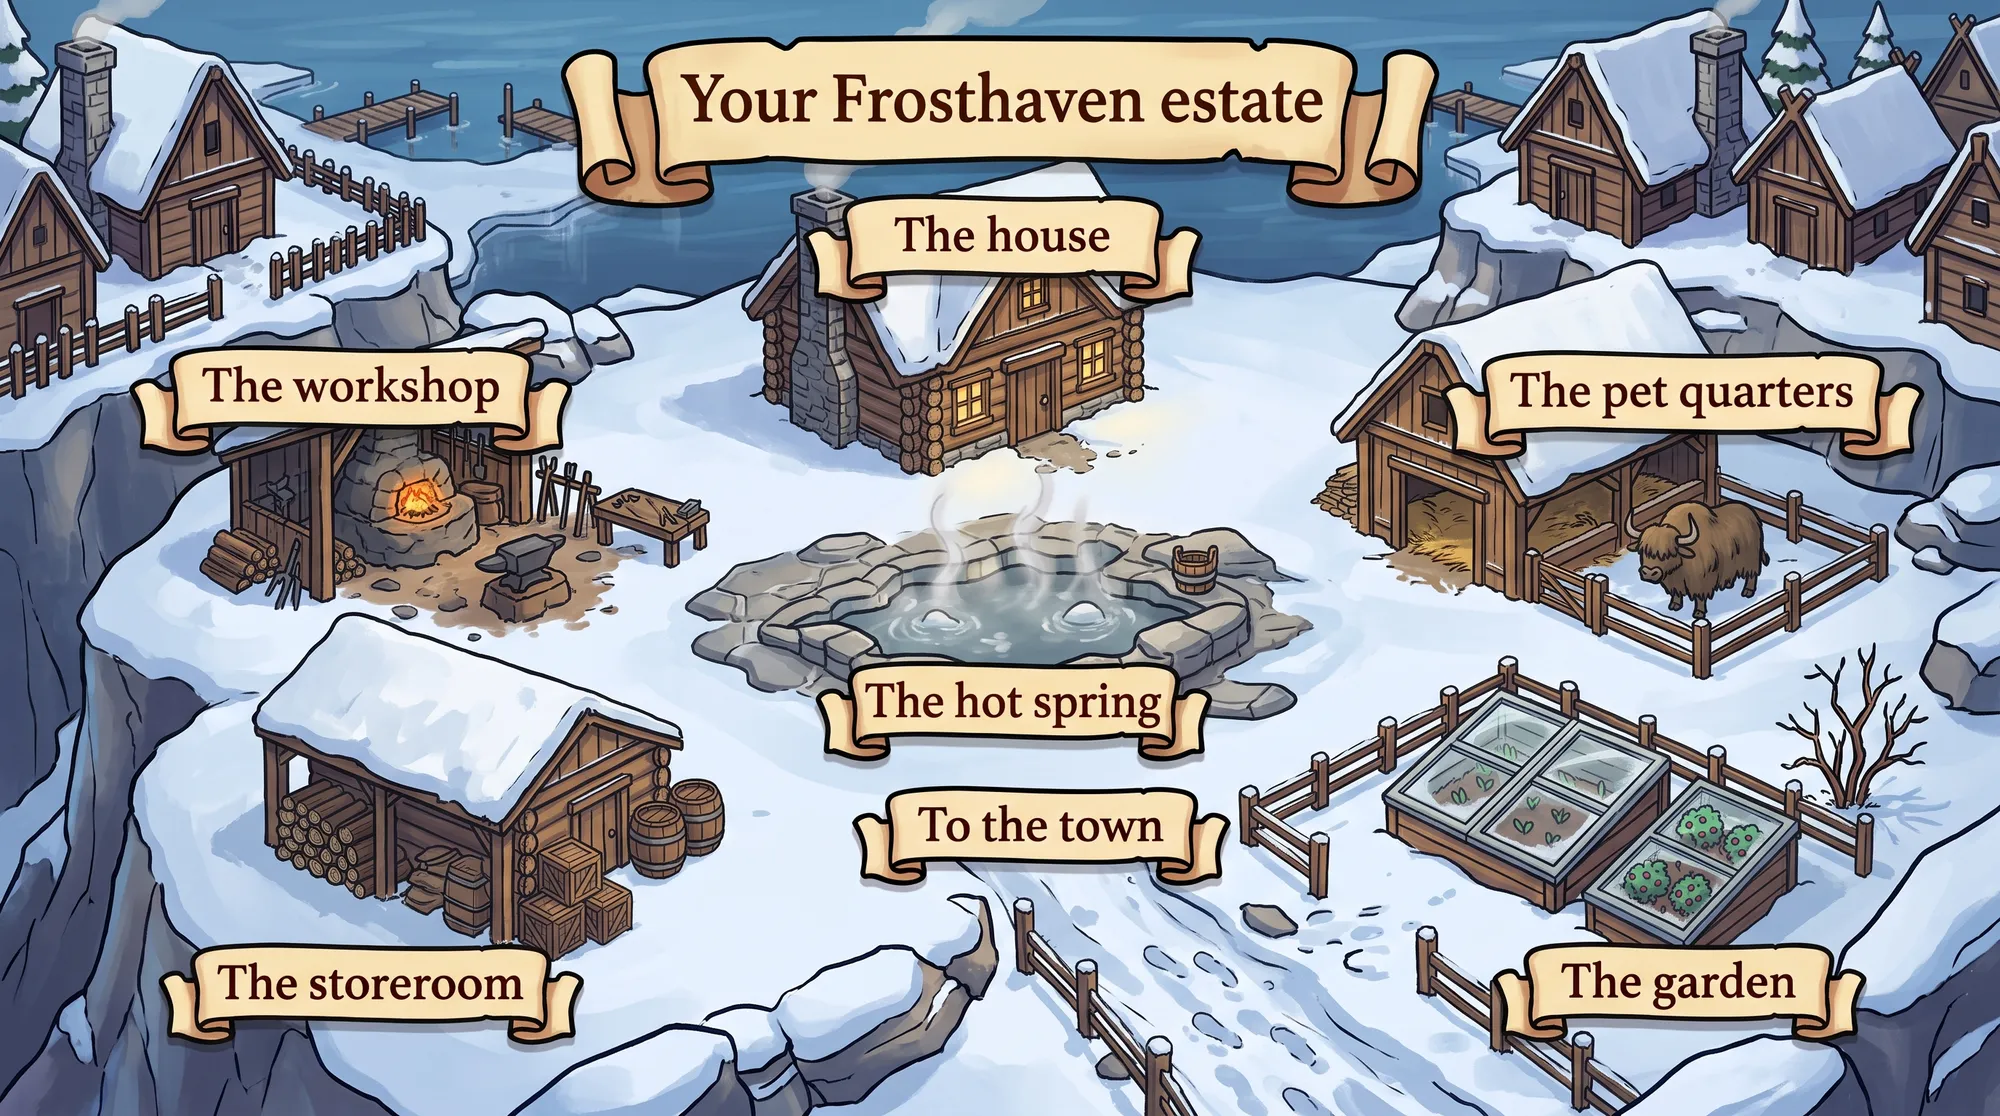 Your Frosthaven estate
The house
The workshop
The pet quarters
The hot spring
To the town
The storeroom
The garden